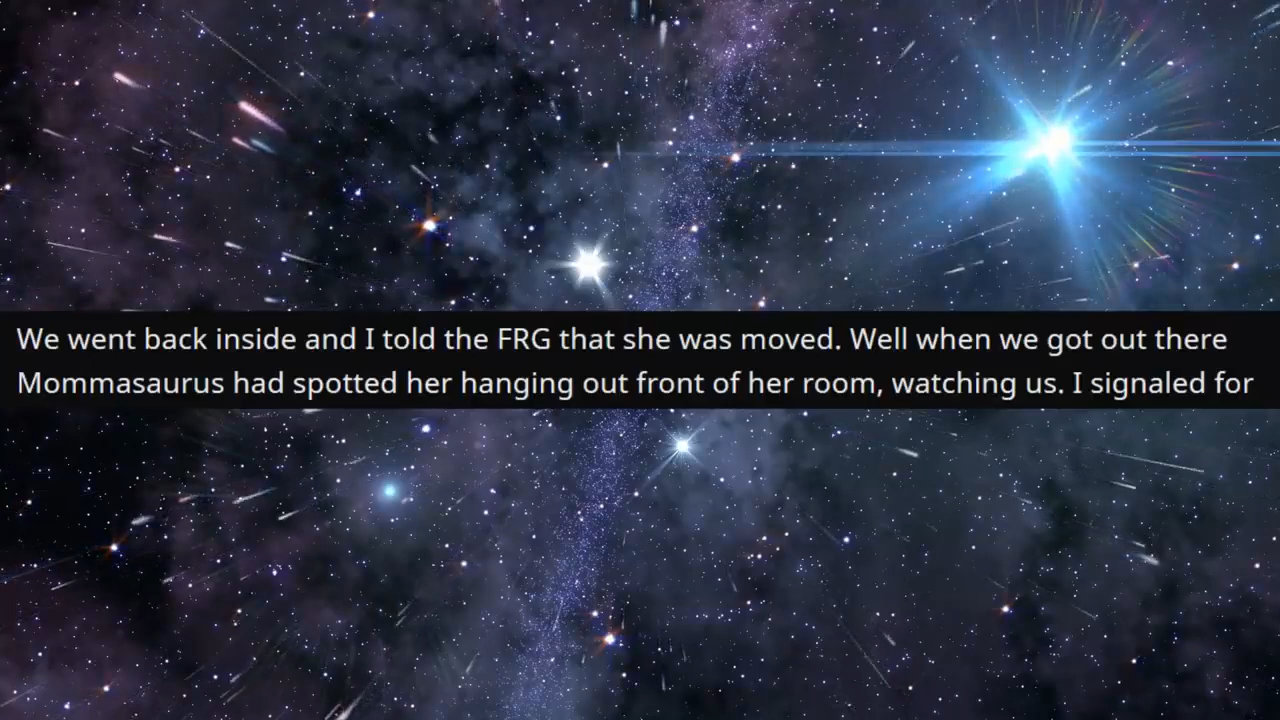 We went back inside and I told the FRG that she was moved. Well when we got out there
Mommasaurus had spotted her hanging out front of her room, watching us. I signaled for